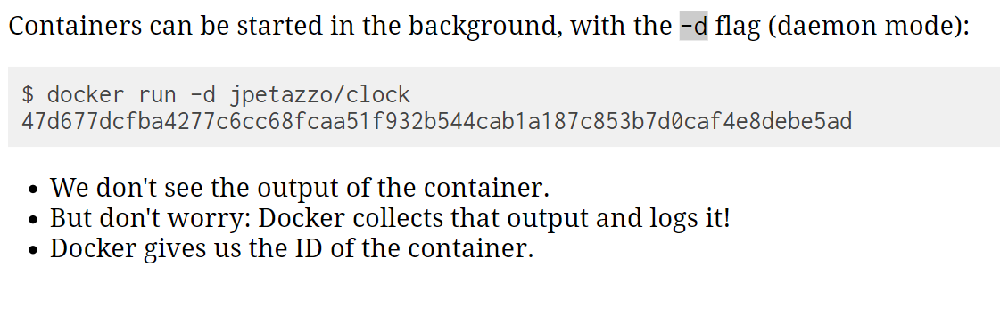 Containers can be started in the background, with the -d flag (daemon mode):
$ docker run -d jpetazzo/clock
47d677dcfba4277c6cc68fcaa51f932b544cab1a187c853b7d0caf4e8debe5ad
• We don't see the output of the container.
• But don't worry: Docker collects that output and logs it!
• Docker gives us the ID of the container.